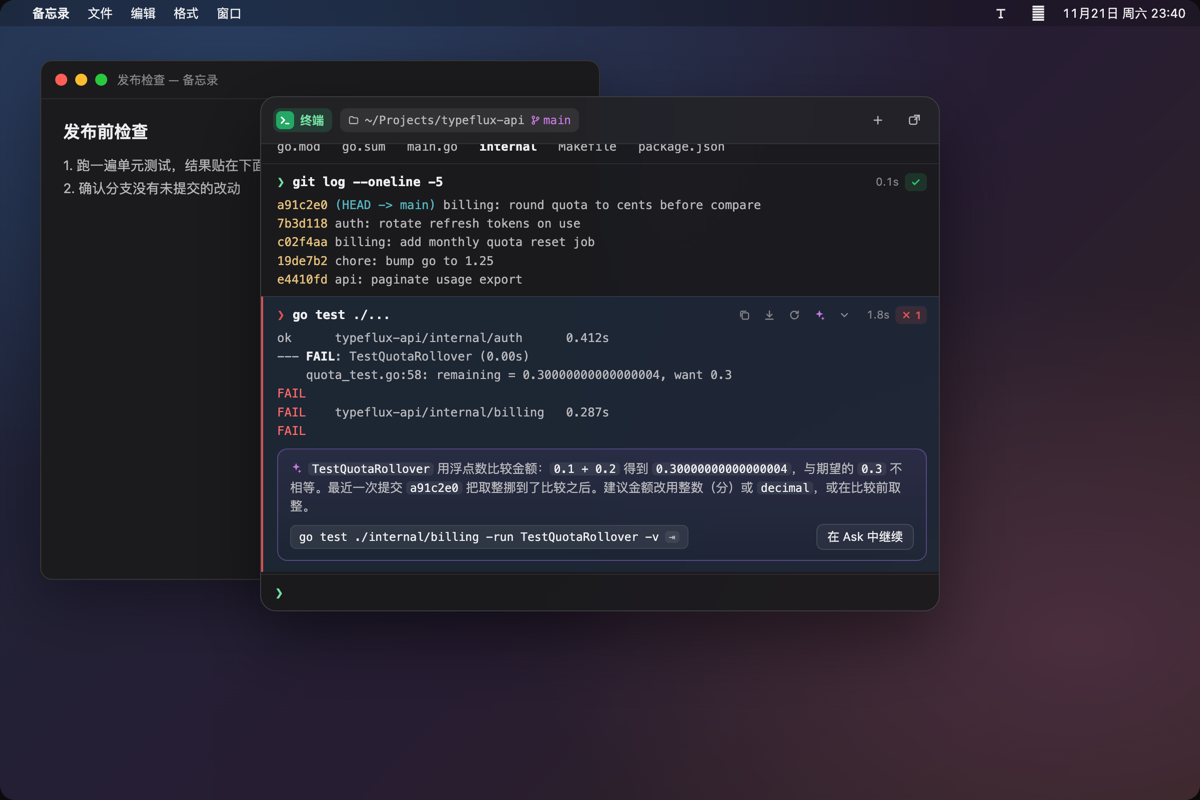 备忘录 文件 编辑 格式 窗口 T 11月21日 周六 23:40
发布检查 — 备忘录
发布前检查
1. 跑一遍单元测试，结果贴在下面
2. 确认分支没有未提交的改动
终端 ~/Projects/typeflux-api main
go.mod go.sum main.go internal Makefile package.json
❯ git log --oneline -5 0.1s
a91c2e0 (HEAD -> main) billing: round quota to cents before compare
7b3d118 auth: rotate refresh tokens on use
c02f4aa billing: add monthly quota reset job
19de7b2 chore: bump go to 1.25
e4410fd api: paginate usage export
❯ go test ./... 1.8s ✕ 1
ok typeflux-api/internal/auth 0.412s
--- FAIL: TestQuotaRollover (0.00s)
quota_test.go:58: remaining = 0.30000000000000004, want 0.3
FAIL
FAIL typeflux-api/internal/billing 0.287s
FAIL
TestQuotaRollover 用浮点数比较金额：0.1 + 0.2 得到 0.30000000000000004，与期望的 0.3 不
相等。最近一次提交 a91c2e0 把取整挪到了比较之后。建议金额改用整数（分）或 decimal，或在比较前取
整。
go test ./internal/billing -run TestQuotaRollover -v ⇥
在 Ask 中继续
❯